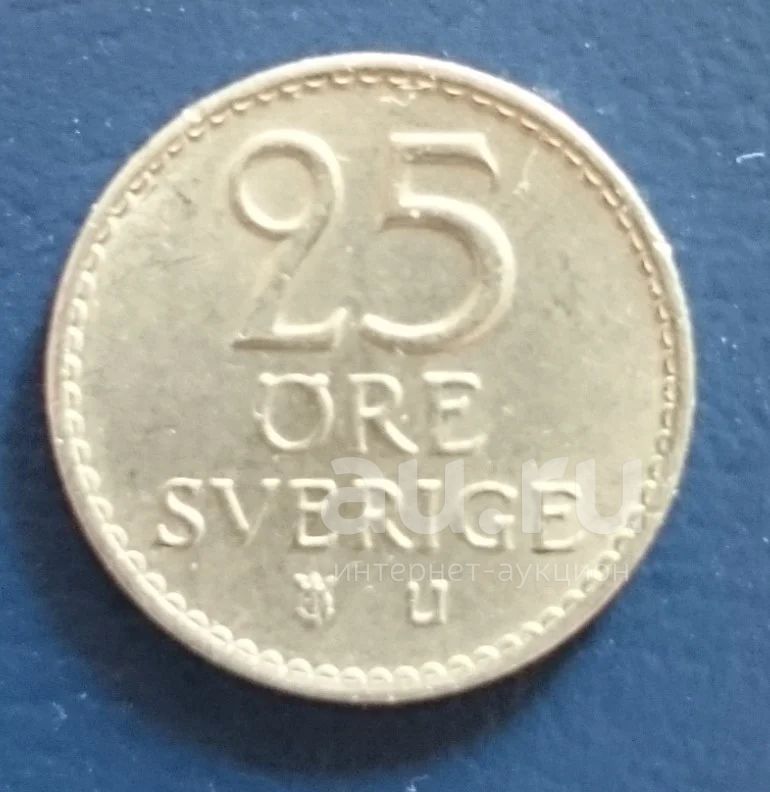 25
ÖRE
SVERIGE
U
au.ru
интернет-аукцион